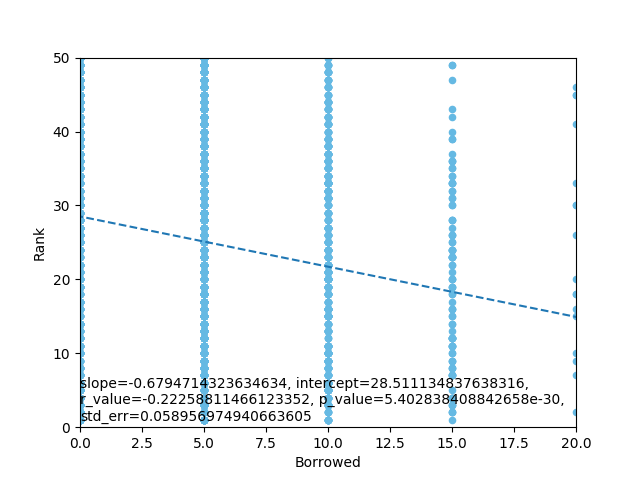 50
40
30
20
10
0
Rank
slope=-0.6794714323634634, intercept=28.511134837638316,
r_value=-0.22258811466123352, p_value=5.402838408842658e-30,
std_err=0.058956974940663605
0.0 2.5 5.0 7.5 10.0 12.5 15.0 17.5 20.0
Borrowed